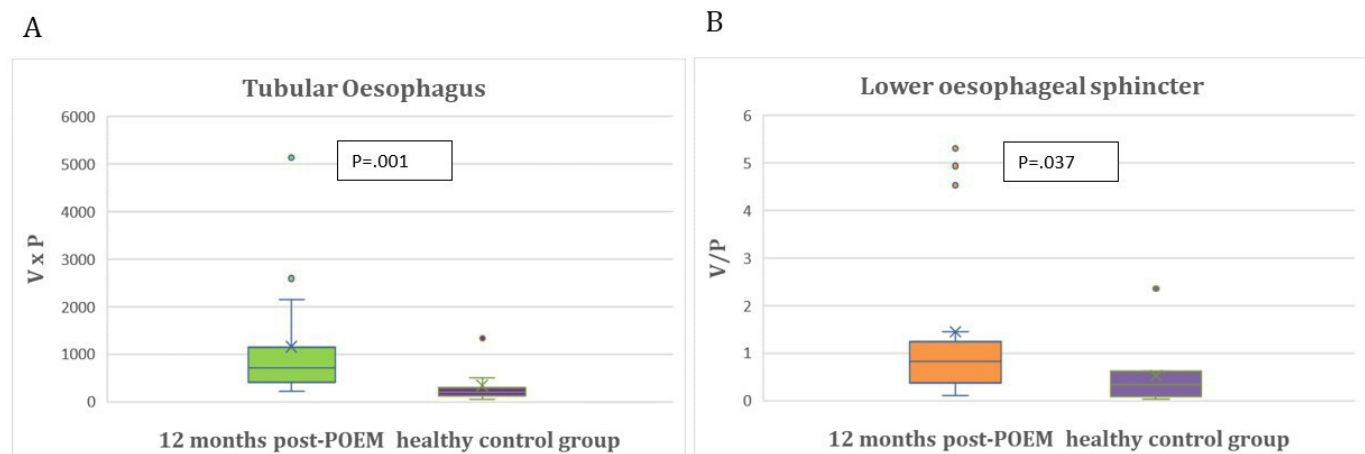 A
Tubular Oesophagus
6000
5000
4000
3000
2000
1000
0
V x P
P=.001
12 months post-POEM healthy control group
B
Lower oesophageal sphincter
6
5
4
3
2
1
0
V/P
P=.037
12 months post-POEM healthy control group